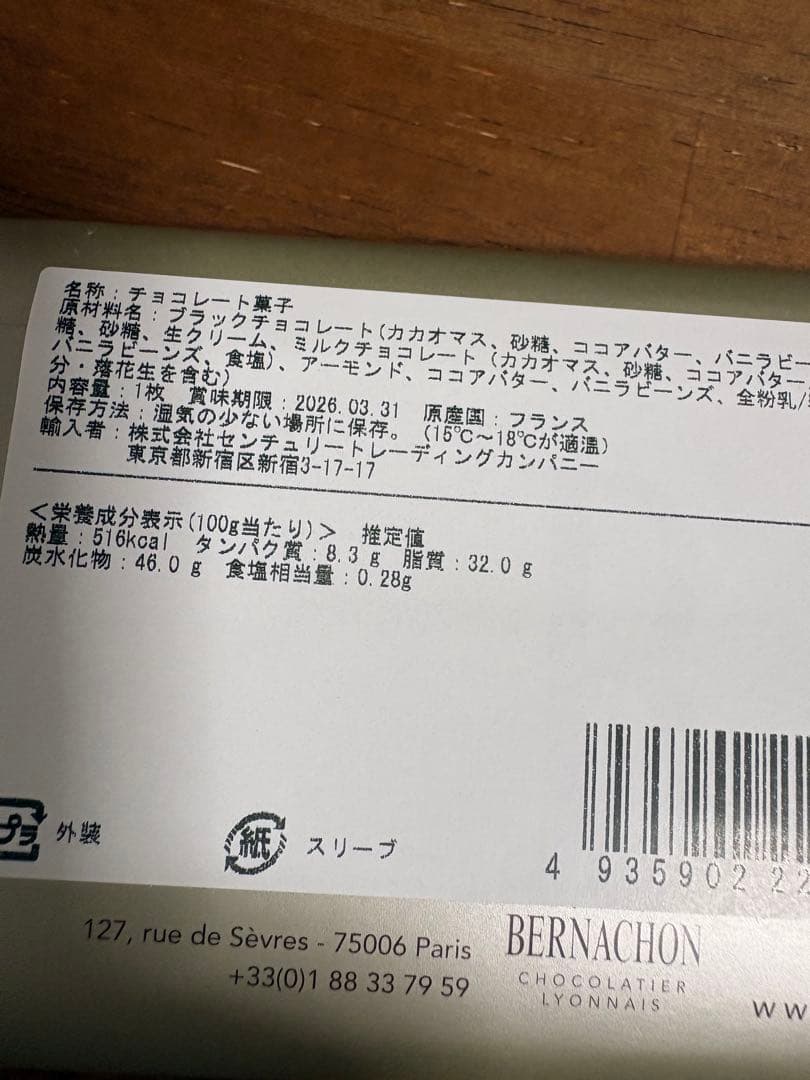 名称：チョコレート菓子
原材料名：ブラックチョコレート(カカオマス、砂糖、ココアバター、バニラビー
糖、砂糖、生クリーム、ミルクチョコレート（カカオマス、砂糖、ココアバター
バニラビーンズ、食塩)、アーモンド、ココアバター、バニラビーンズ、全粉乳/
分・落花生を含む)
内容量：1枚 賞味期限：2026.03.31 原産国：フランス
保存方法：湿気の少ない場所に保存。（15℃～18℃が適温）
輸入者：株式会社センチュリートレーディングカンパニー
東京都新宿区新宿3-17-17
＜栄養成分表示(100g当たり)＞ 推定値
熱量：516kcal タンパク質：8.3 g 脂質：32.0 g
炭水化物：46.0 g 食塩相当量：0.28g
プラ 外装
紙 スリーブ
4 935902 22
127, rue de Sèvres - 75006 Paris
+33(0)1 88 33 79 59
BERNACHON
CHOCOLATIER
LYONNAIS
ww